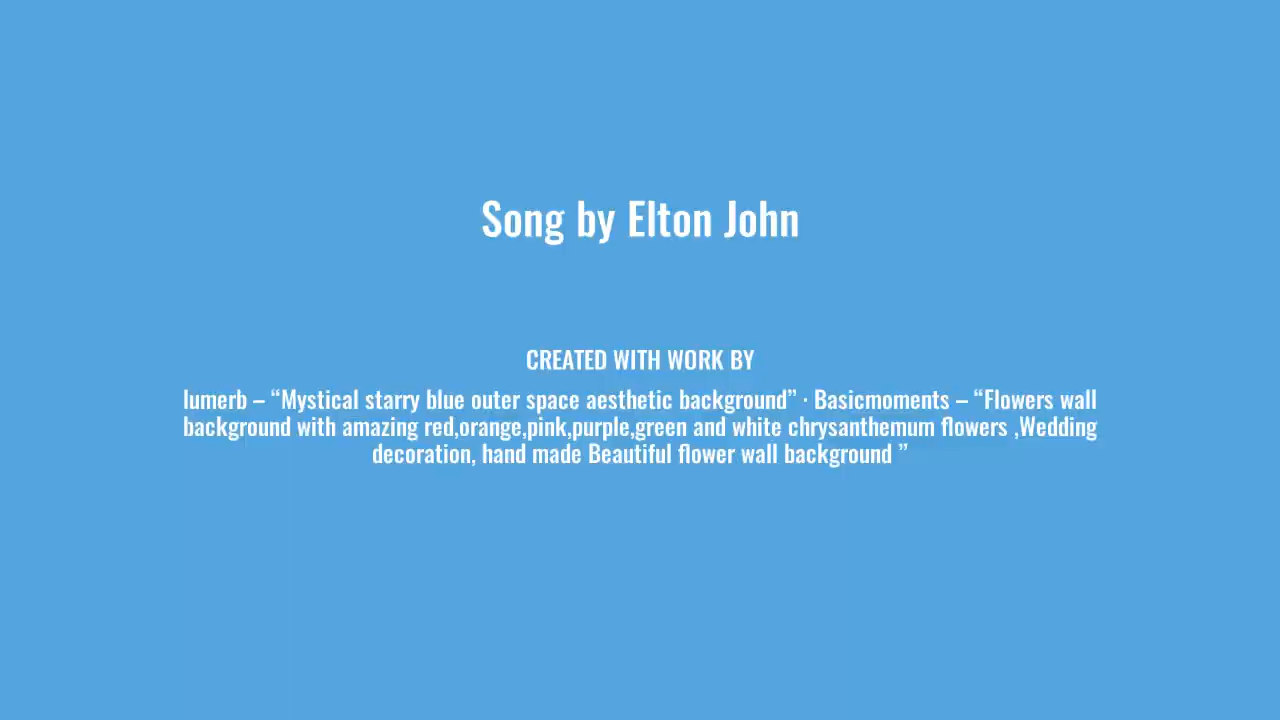 Song by Elton John
CREATED WITH WORK BY
lumerb – “Mystical starry blue outer space aesthetic background” · Basicmoments – “Flowers wall
background with amazing red,orange,pink,purple,green and white chrysanthemum flowers ,Wedding
decoration, hand made Beautiful flower wall background ”